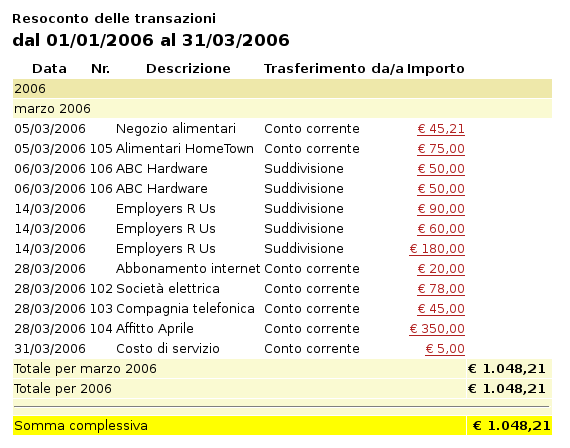 Resoconto delle transazioni
dal 01/01/2006 al 31/03/2006
Data Nr. Descrizione Trasferimento da/a Importo
2006
marzo 2006
05/03/2006 Negozio alimentari Conto corrente € 45,21
05/03/2006 105 Alimentari HomeTown Conto corrente € 75,00
06/03/2006 106 ABC Hardware Suddivisione € 50,00
06/03/2006 106 ABC Hardware Suddivisione € 50,00
14/03/2006 Employers R Us Suddivisione € 90,00
14/03/2006 Employers R Us Suddivisione € 60,00
14/03/2006 Employers R Us Suddivisione € 180,00
28/03/2006 Abbonamento internet Conto corrente € 20,00
28/03/2006 102 Società elettrica Conto corrente € 78,00
28/03/2006 103 Compagnia telefonica Conto corrente € 45,00
28/03/2006 104 Affitto Aprile Conto corrente € 350,00
31/03/2006 Costo di servizio Conto corrente € 5,00
Totale per marzo 2006 € 1.048,21
Totale per 2006 € 1.048,21
Somma complessiva € 1.048,21